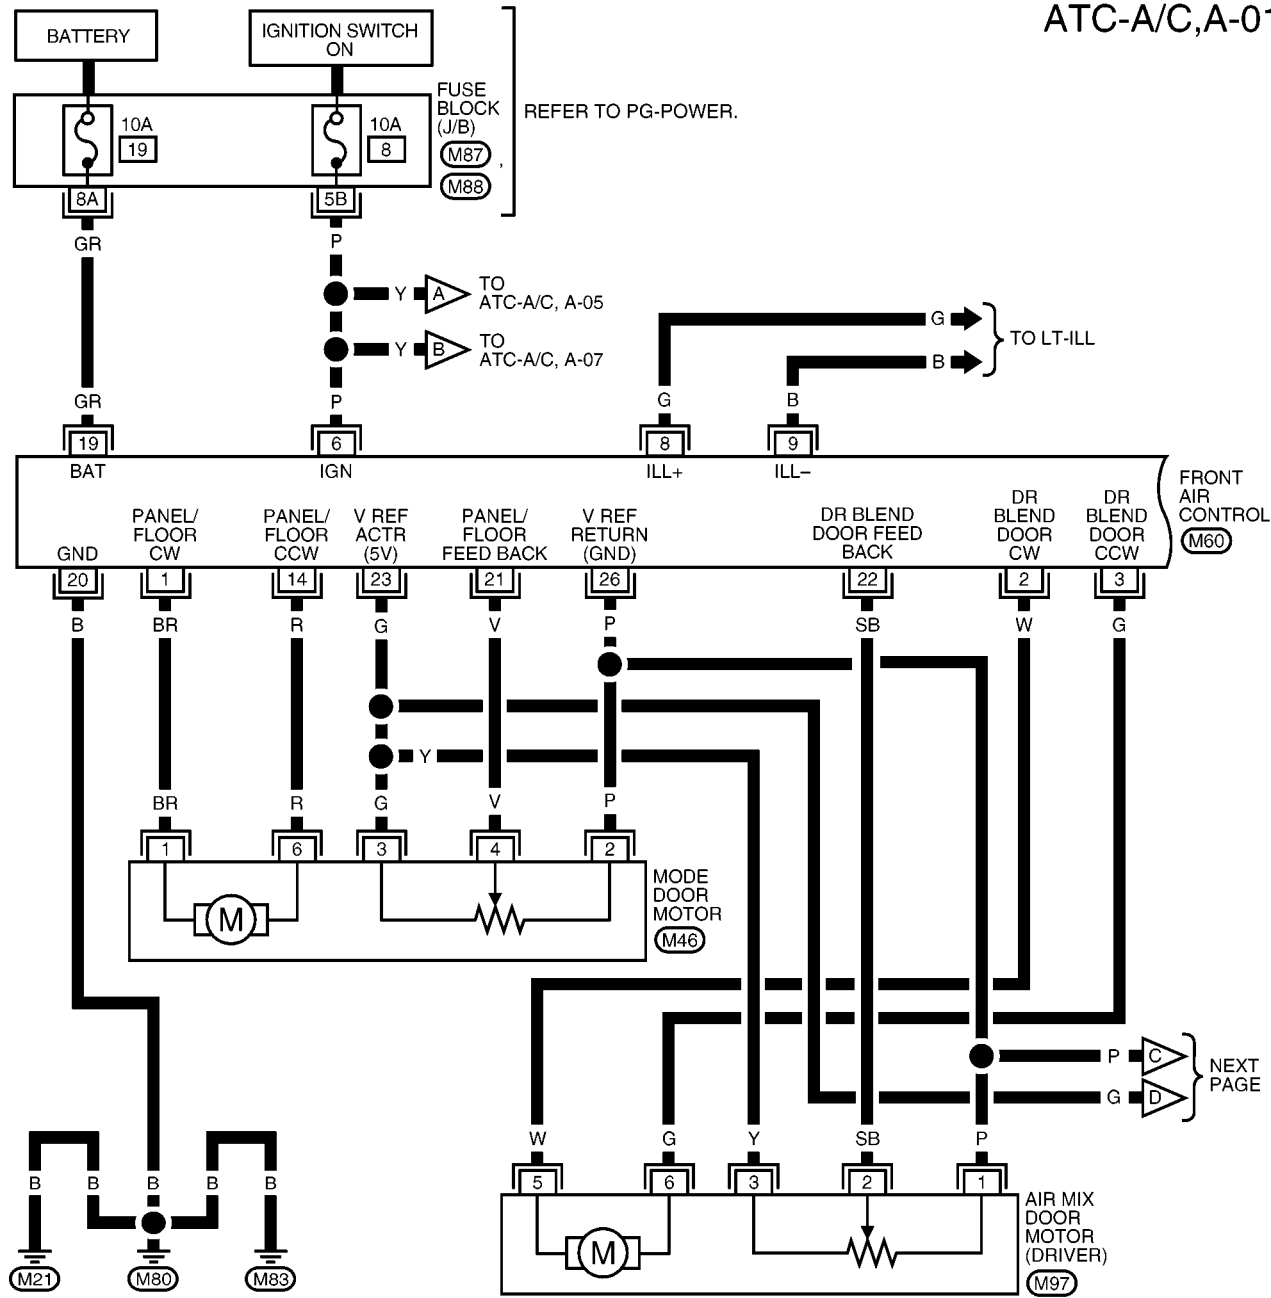 ATC-A/C,A-01
BATTERY
IGNITION SWITCH
ON
FUSE
BLOCK
(J/B)
M87 ,
M88
REFER TO PG-POWER.
10A
19
10A
8
8A
5B
GR
P
Y
A
TO
ATC-A/C, A-05
Y
B
TO
ATC-A/C, A-07
G
B
TO LT-ILL
GR
P
G
B
19
6
8
9
BAT
IGN
ILL+
ILL–
FRONT
AIR
CONTROL
M60
GND
PANEL/
FLOOR
CW
PANEL/
FLOOR
CCW
V REF
ACTR
(5V)
PANEL/
FLOOR
FEED BACK
V REF
RETURN
(GND)
DR BLEND
DOOR FEED
BACK
DR
BLEND
DOOR
CW
DR
BLEND
DOOR
CCW
20
1
14
23
21
26
22
2
3
B
BR
R
G
V
P
SB
W
G
Y
BR
R
G
V
P
1
6
3
4
2
M
MODE
DOOR
MOTOR
M46
P
C
G
D
NEXT
PAGE
W
G
Y
SB
P
5
6
3
2
1
M
AIR MIX
DOOR
MOTOR
(DRIVER)
M97
B
B
B
B
B
M21
M80
M83